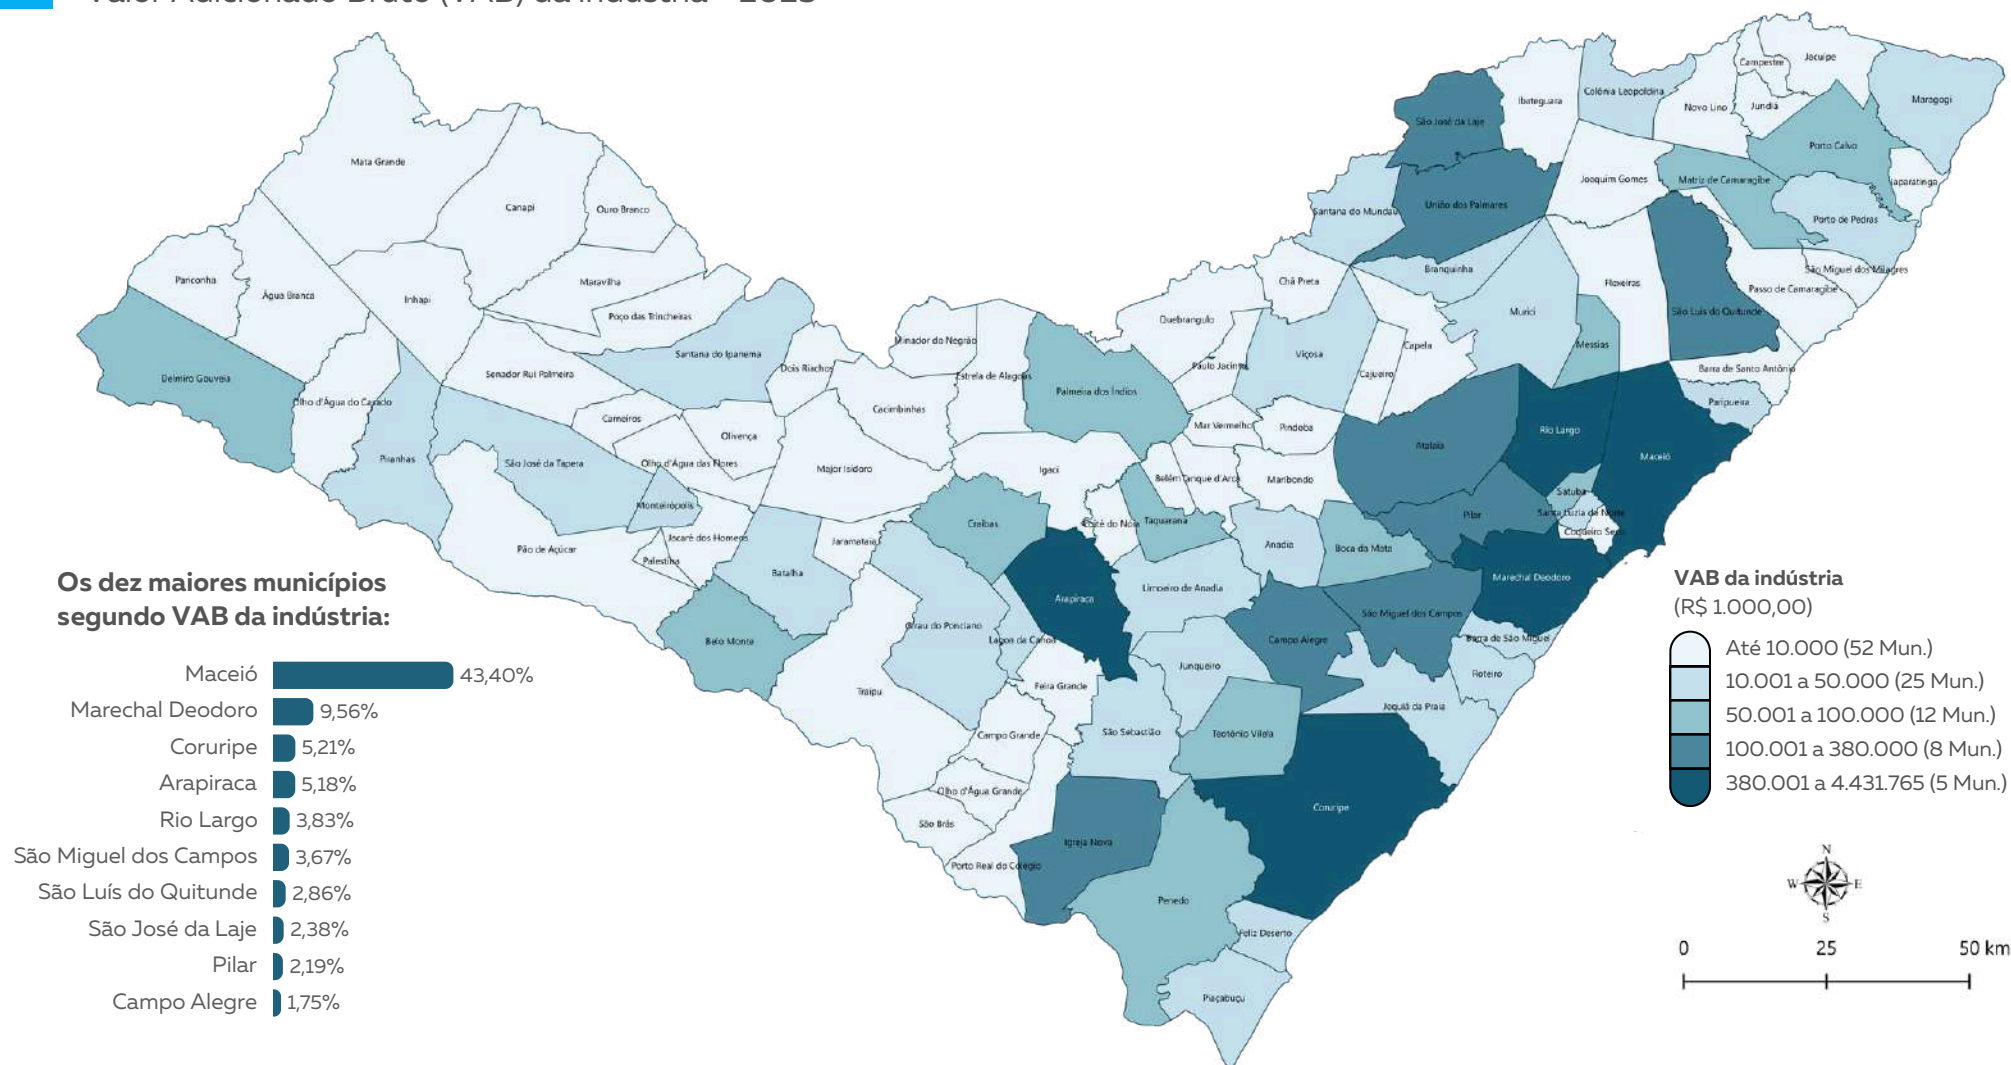 Valor Adicionado Bruto (VAB) da indústria - 2023
Campestre
Jacuípe
Ibateguara
Colônia Leopoldina
Novo Lino
Jundiá
Maragogi
São José da Laje
Porto Calvo
Mata Grande
Joaquim Gomes
Matriz de Camaragibe
Japaratinga
Canapi
Ouro Branco
Santana do Mundaú
União dos Palmares
Porto de Pedras
Pariconha
Água Branca
Inhapi
Maravilha
Chã Preta
Branquinha
Flexeiras
São Miguel dos Milagres
Passo de Camaragibe
Poço das Trincheiras
Quebrangulo
Murici
São Luís do Quitunde
Minador do Negrão
Santana do Ipanema
Dois Riachos
Estrela de Alagoas
Paulo Jacinto
Viçosa
Capela
Messias
Delmiro Gouveia
Senador Rui Palmeira
Cajueiro
Barra de Santo Antônio
Olho d'Água do Casado
Palmeira dos Índios
Paripueira
Carneiros
Olivença
Cacimbinhas
Mar Vermelho
Pindoba
Rio Largo
Piranhas
São José da Tapera
Olho d'Água das Flores
Major Isidoro
Igaci
Atalaia
Maceió
Belém
Tanque d'Arca
Maribondo
Satuba
Monteirópolis
Santa Luzia do Norte
Craíbas
Coité do Nóia
Taquarana
Pilar
Coqueiro Seco
Pão de Açúcar
Jacaré dos Homens
Jaramataia
Anadia
Boca da Mata
Palestina
Batalha
Marechal Deodoro
Arapiraca
Limoeiro de Anadia
São Miguel dos Campos
Belo Monte
Girau do Ponciano
Lagoa da Canoa
Campo Alegre
Barra de São Miguel
Junqueiro
Roteiro
Traipu
Feira Grande
Jequiá da Praia
Campo Grande
São Sebastião
Teotônio Vilela
Olho d'Água Grande
Coruripe
São Brás
Igreja Nova
Porto Real do Colégio
Penedo
Feliz Deserto
Piaçabuçu
Os dez maiores municípios
segundo VAB da indústria:
Maceió 43,40%
Marechal Deodoro 9,56%
Coruripe 5,21%
Arapiraca 5,18%
Rio Largo 3,83%
São Miguel dos Campos 3,67%
São Luís do Quitunde 2,86%
São José da Laje 2,38%
Pilar 2,19%
Campo Alegre 1,75%
VAB da indústria
(R$ 1.000,00)
Até 10.000 (52 Mun.)
10.001 a 50.000 (25 Mun.)
50.001 a 100.000 (12 Mun.)
100.001 a 380.000 (8 Mun.)
380.001 a 4.431.765 (5 Mun.)
N
W E
S
0 25 50 km